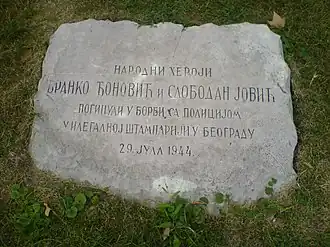 НАРОДНИ ХЕРОЈИ
БРАНКО ЂОНОВИЋ И СЛОБОДАН ЈОВИЋ
ПОГИНУЛИ У БОРБИ СА ПОЛИЦИЈОМ
У ИЛЕГАЛНОЈ ШТАМПАРИЈИ У БЕОГРАДУ
29. ЈУЛА 1944.